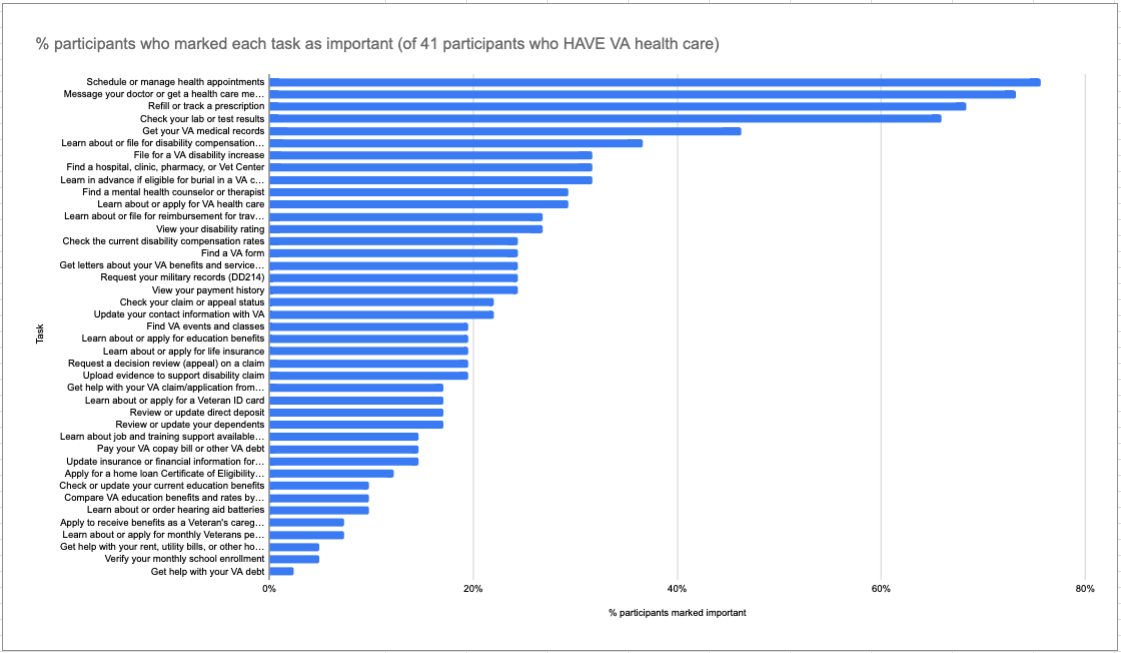 % participants who marked each task as important (of 41 participants who HAVE VA health care)
Schedule or manage health appointments
Message your doctor or get a health care me...
Refill or track a prescription
Check your lab or test results
Get your VA medical records
Learn about or file for disability compensation...
File for a VA disability increase
Find a hospital, clinic, pharmacy, or Vet Center
Learn in advance if eligible for burial in a VA c...
Find a mental health counselor or therapist
Learn about or apply for VA health care
Learn about or file for reimbursement for trav...
View your disability rating
Check the current disability compensation rates
Find a VA form
Get letters about your VA benefits and service...
Request your military records (DD214)
View your payment history
Check your claim or appeal status
Update your contact information with VA
Find VA events and classes
Learn about or apply for education benefits
Learn about or apply for life insurance
Request a decision review (appeal) on a claim
Upload evidence to support disability claim
Get help with your VA claim/application from...
Learn about or apply for a Veteran ID card
Review or update direct deposit
Review or update your dependents
Learn about job and training support available...
Pay your VA copay bill or other VA debt
Update insurance or financial information for...
Apply for a home loan Certificate of Eligibility...
Check or update your current education benefits
Compare VA education benefits and rates by...
Learn about or order hearing aid batteries
Apply to receive benefits as a Veteran's careg...
Learn about or apply for monthly Veterans pe...
Get help with your rent, utility bills, or other ho...
Verify your monthly school enrollment
Get help with your VA debt
Task
0% 20% 40% 60% 80%
% participants marked important